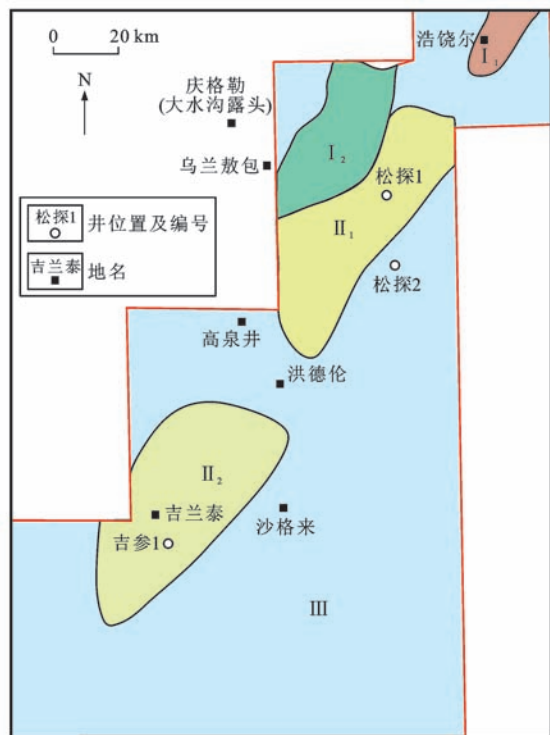 0 20 km
N
浩饶尔
Ⅰ₁
庆格勒
(大水沟露头)
乌兰敖包
Ⅰ₂
松探1
Ⅱ₁
松探2
松探1 井位置及编号
吉兰泰 地名
高泉井
洪德伦
Ⅱ₂
吉兰泰
吉参1
沙格来
Ⅲ